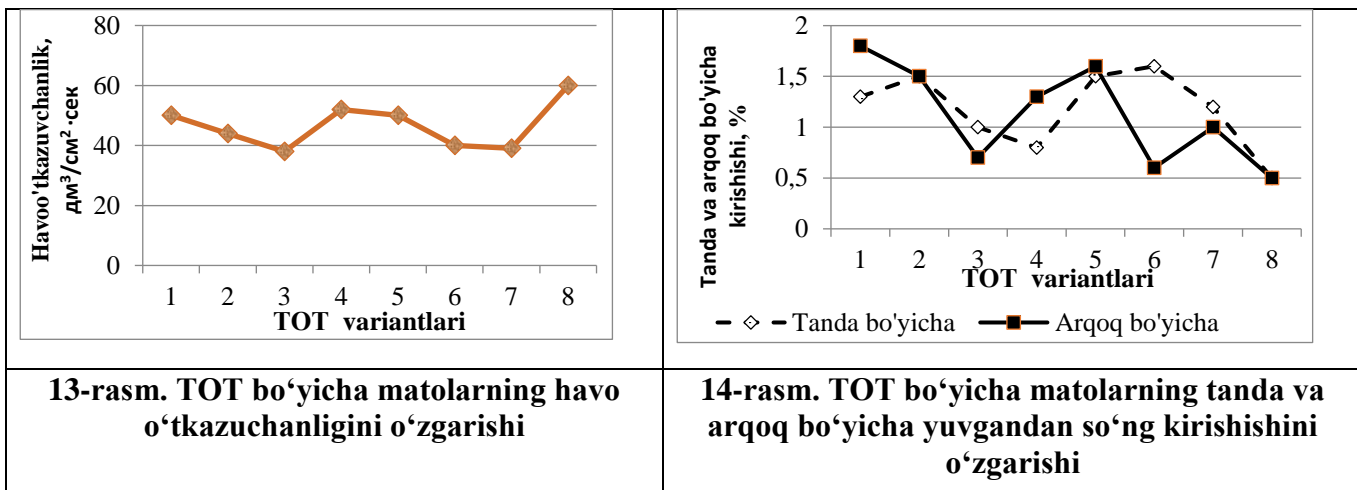 Havoo‘tkazuvchanlik,
дм³/см² ·сек
80
60
40
20
0
1 2 3 4 5 6 7 8
TOT variantlari
Tanda va arqoq bo'yicha
kirishishi, %
2
1,5
1
0,5
0
1 2 3 4 5 6 7 8
TOT variantlari
Tanda bo'yicha Arqoq bo'yicha
13-rasm. TOT bo‘yicha matolarning havo
o‘tkazuchanligini o‘zgarishi
14-rasm. TOT bo‘yicha matolarning tanda va
arqoq bo‘yicha yuvgandan so‘ng kirishishini
o‘zgarishi